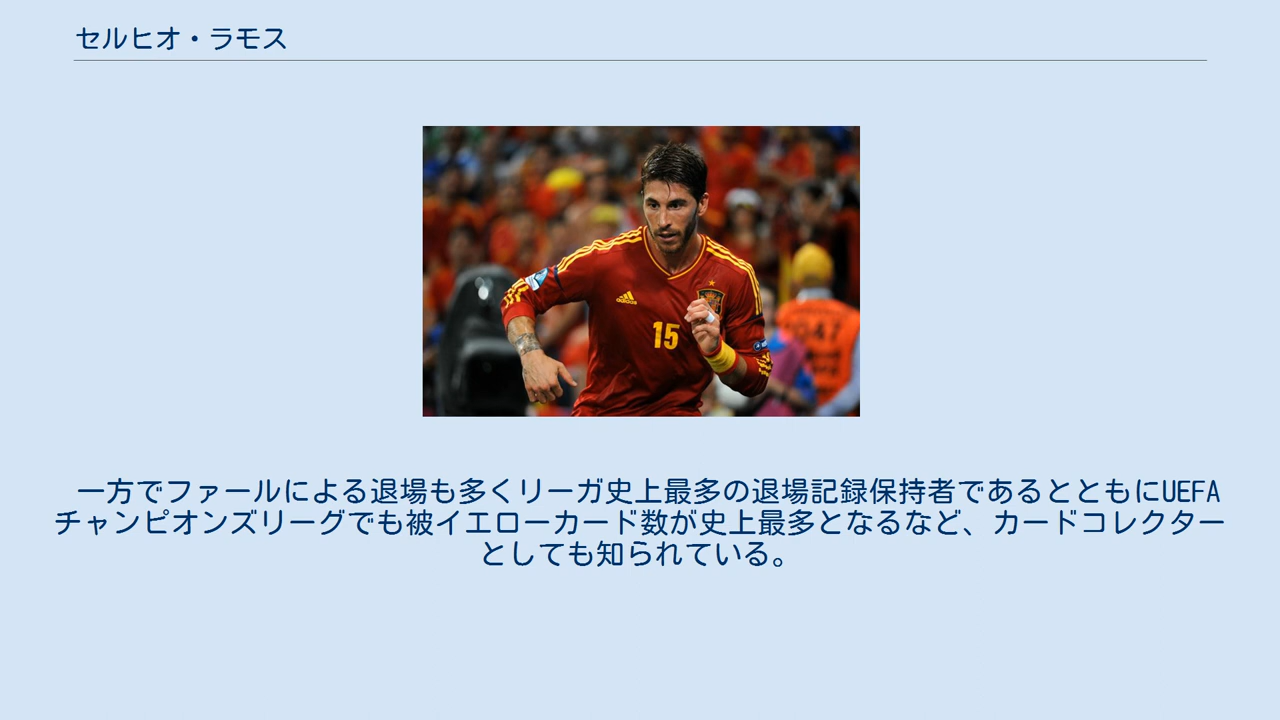 セルヒオ・ラモス
adidas
15
1047
一方でファールによる退場も多くリーガ史上最多の退場記録保持者であるとともにUEFA
チャンピオンズリーグでも被イエローカード数が史上最多となるなど、カードコレクター
としても知られている。